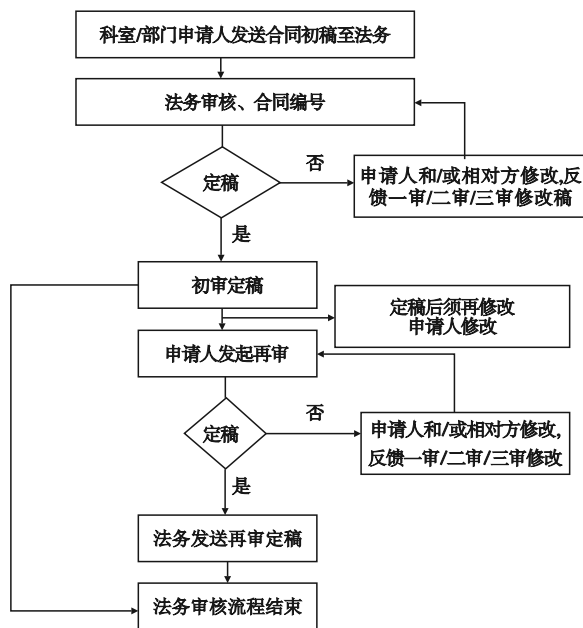 科室/部门申请人发送合同初稿至法务
法务审核、合同编号
定稿
否
申请人和/或相对方修改,反
馈一审/二审/三审修改稿
是
初审定稿
定稿后须再修改
申请人修改
申请人发起再审
定稿
否
申请人和/或相对方修改,
反馈一审/二审/三审修改
是
法务发送再审定稿
法务审核流程结束